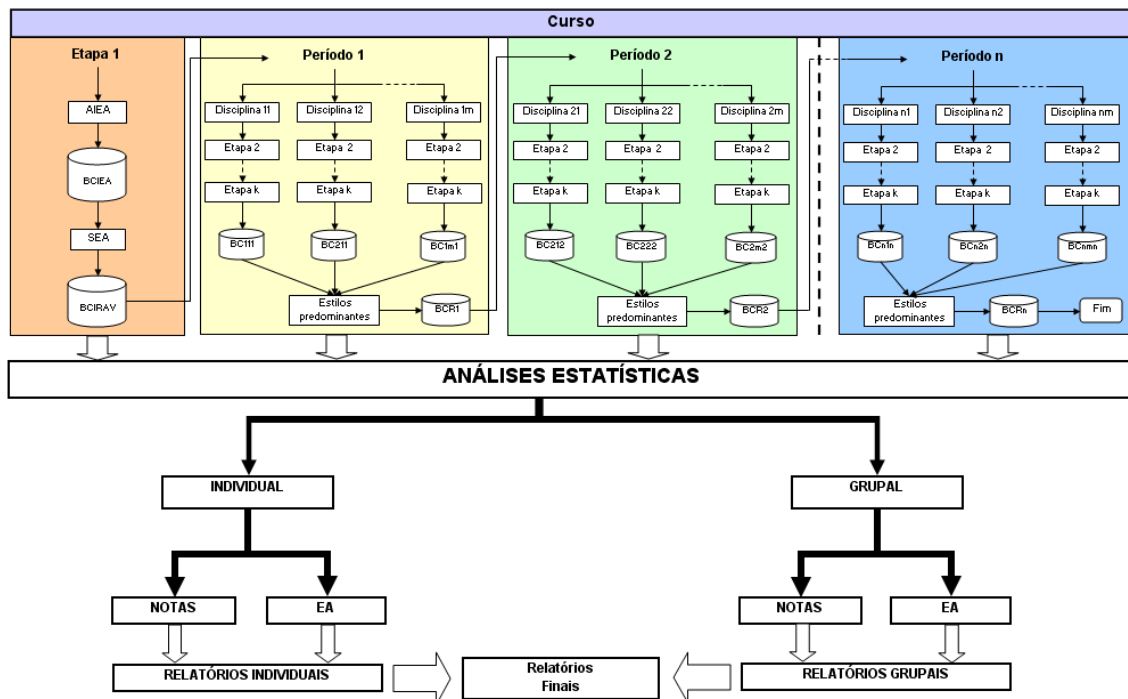 Curso
Etapa 1
AIEA
BCIEA
SEA
BCIRAV
Período 1
Disciplina 11
Disciplina 12
Disciplina 1m
Etapa 2
Etapa 2
Etapa 2
Etapa k
Etapa k
Etapa k
BC111
BC211
BC1m1
Estilos
predominantes
BCR1
Período 2
Disciplina 21
Disciplina 22
Disciplina 2m
Etapa 2
Etapa 2
Etapa 2
Etapa k
Etapa k
Etapa k
BC212
BC222
BC2m2
Estilos
predominantes
BCR2
Período n
Disciplina n1
Disciplina n2
Disciplina nm
Etapa 2
Etapa 2
Etapa 2
Etapa k
Etapa k
Etapa k
BCn1n
BCn2n
BCnmn
Estilos
predominantes
BCRn
Fim
ANÁLISES ESTATÍSTICAS
INDIVIDUAL
GRUPAL
NOTAS
EA
NOTAS
EA
RELATÓRIOS INDIVIDUAIS
Relatórios
Finais
RELATÓRIOS GRUPAIS